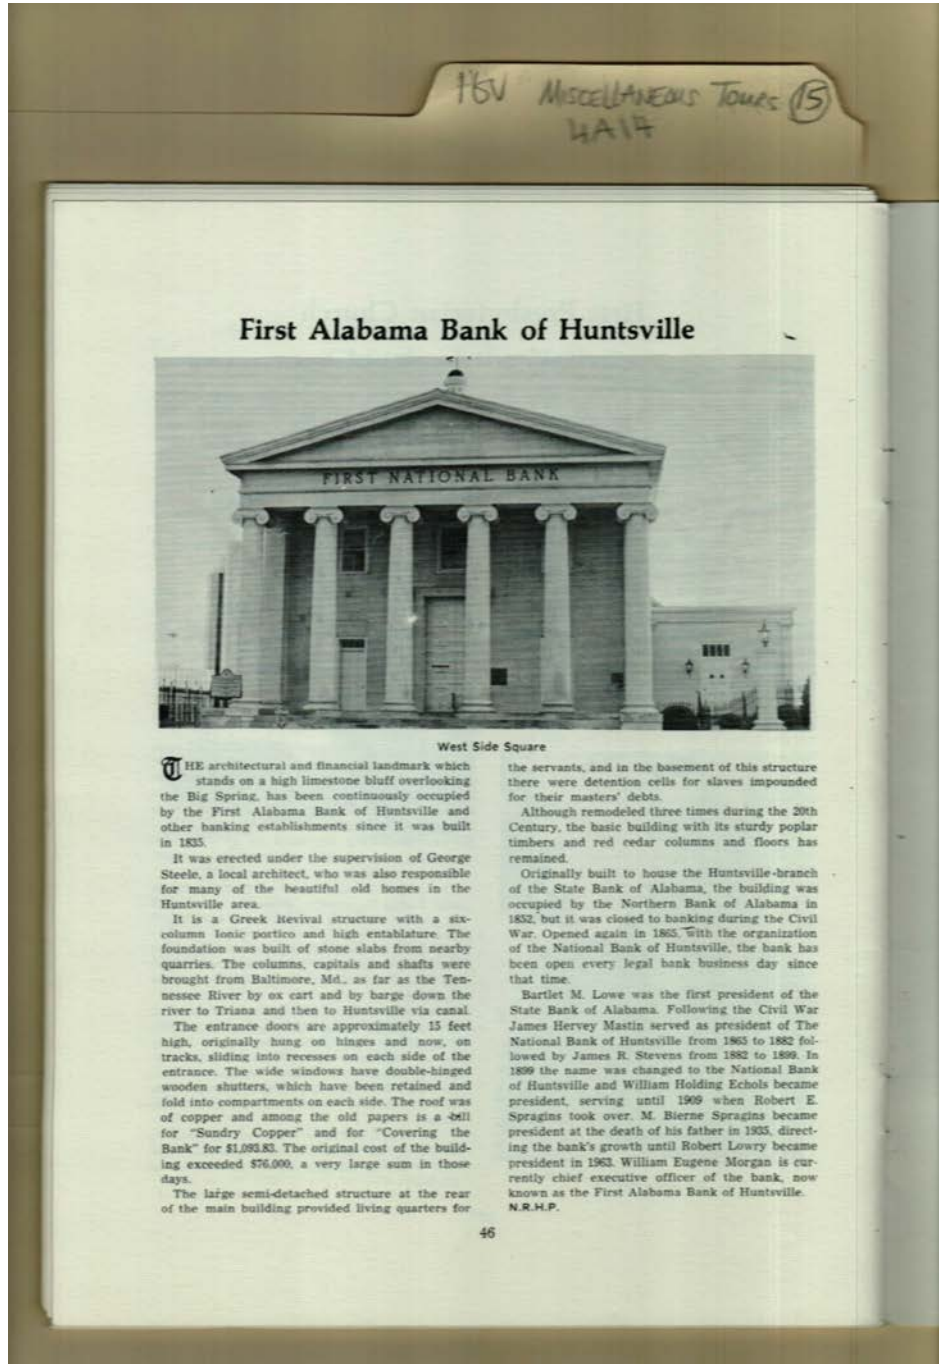 HSV MISCELLANEOUS TOURS 15
4A17
First Alabama Bank of Huntsville
FIRST NATIONAL BANK
West Side Square
THE architectural and financial landmark which
stands on a high limestone bluff overlooking
the Big Spring, has been continuously occupied
by the First Alabama Bank of Huntsville and
other banking establishments since it was built
in 1835.
It was erected under the supervision of George
Steele, a local architect, who was also responsible
for many of the beautiful old homes in the
Huntsville area.
It is a Greek Revival structure with a six-
column Ionic portico and high entablature. The
foundation was built of stone slabs from nearby
quarries. The columns, capitals and shafts were
brought from Baltimore, Md., as far as the Ten-
nessee River by ox cart and by barge down the
river to Triana and then to Huntsville via canal.
The entrance doors are approximately 15 feet
high, originally hung on hinges and now, on
tracks, sliding into recesses on each side of the
entrance. The wide windows have double-hinged
wooden shutters, which have been retained and
fold into compartments on each side. The roof was
of copper and among the old papers is a bill
for "Sundry Copper" and for "Covering the
Bank" for $1,093.83. The original cost of the build-
ing exceeded $76,000, a very large sum in those
days.
The large semi-detached structure at the rear
of the main building provided living quarters for
the servants, and in the basement of this structure
there were detention cells for slaves impounded
for their masters' debts.
Although remodeled three times during the 20th
Century, the basic building with its sturdy poplar
timbers and red cedar columns and floors has
remained.
Originally built to house the Huntsville-branch
of the State Bank of Alabama, the building was
occupied by the Northern Bank of Alabama in
1852, but it was closed to banking during the Civil
War. Opened again in 1865, with the organization
of the National Bank of Huntsville, the bank has
been open every legal bank business day since
that time.
Bartlet M. Lowe was the first president of the
State Bank of Alabama. Following the Civil War
James Hervey Mastin served as president of The
National Bank of Huntsville from 1865 to 1882 fol-
lowed by James R. Stevens from 1882 to 1899. In
1899 the name was changed to the National Bank
of Huntsville and William Holding Echols became
president, serving until 1909 when Robert E.
Spragins took over. M. Bierne Spragins became
president at the death of his father in 1935, direct-
ing the bank's growth until Robert Lowry became
president in 1963. William Eugene Morgan is cur-
rently chief executive officer of the bank, now
known as the First Alabama Bank of Huntsville.
N.R.H.P.
46